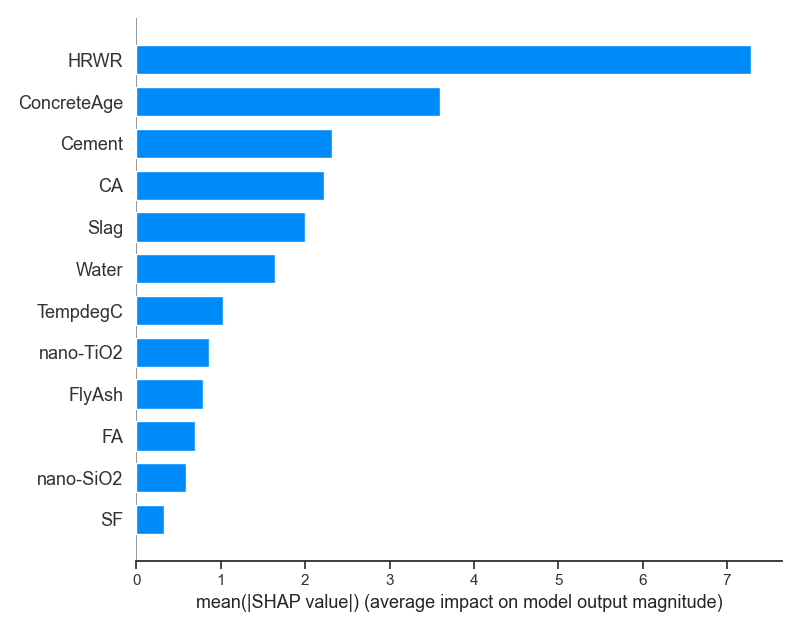 HRWR
ConcreteAge
Cement
CA
Slag
Water
TempdegC
nano-TiO2
FlyAsh
FA
nano-SiO2
SF
0 1 2 3 4 5 6 7
mean(|SHAP value|) (average impact on model output magnitude)